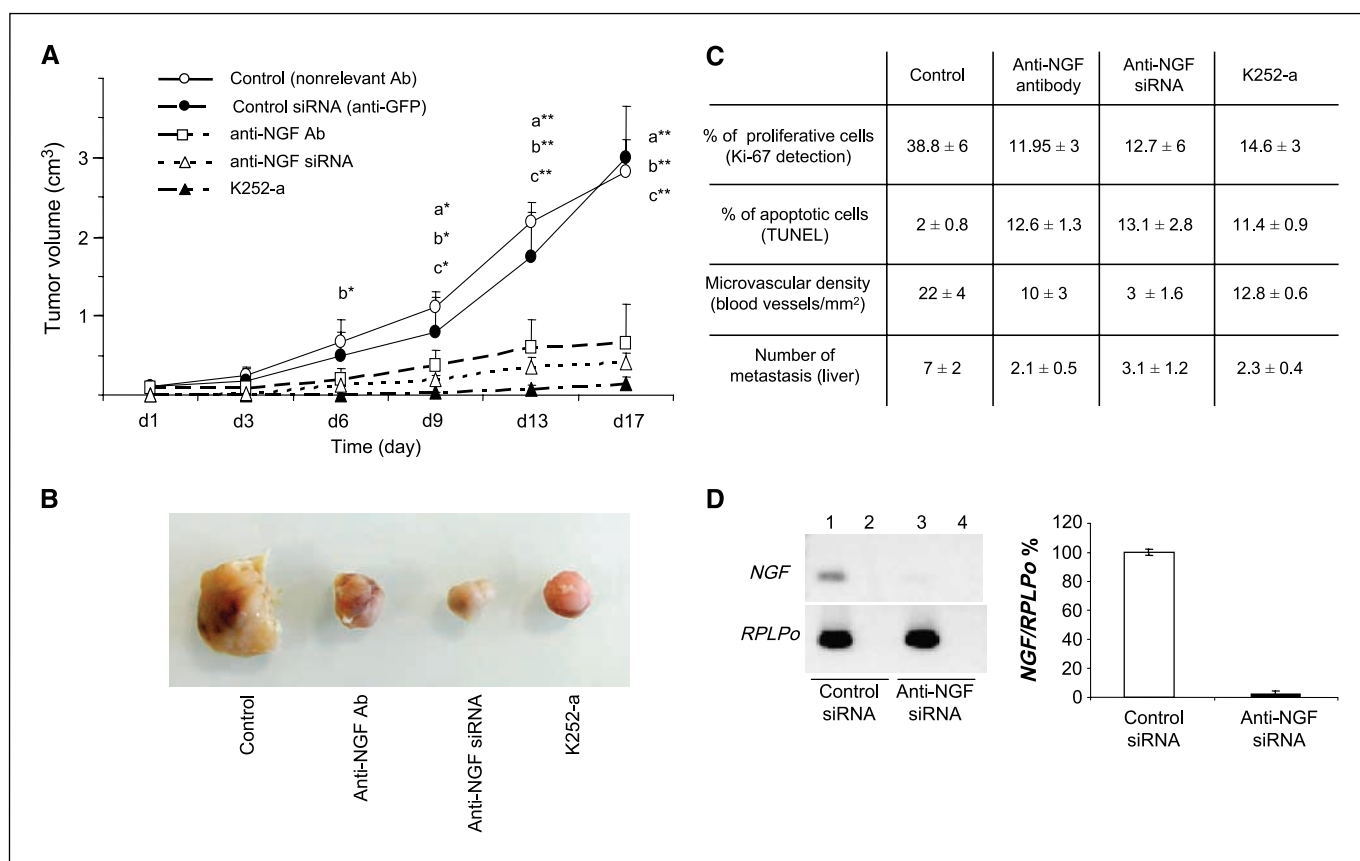 A
Control (nonrelevant Ab)
Control siRNA (anti-GFP)
anti-NGF Ab
anti-NGF siRNA
K252-a
Tumor volume (cm³)
3
2
1
b*
a*
b*
c*
a**
b**
c**
a**
b**
c**
d1 d3 d6 d9 d13 d17
Time (day)
C
Control Anti-NGF antibody Anti-NGF siRNA K252-a
% of proliferative cells
(Ki-67 detection)
38.8 ± 6 11.95 ± 3 12.7 ± 6 14.6 ± 3
% of apoptotic cells
(TUNEL)
2 ± 0.8 12.6 ± 1.3 13.1 ± 2.8 11.4 ± 0.9
Microvascular density
(blood vessels/mm²)
22 ± 4 10 ± 3 3 ± 1.6 12.8 ± 0.6
Number of
metastasis (liver)
7 ± 2 2.1 ± 0.5 3.1 ± 1.2 2.3 ± 0.4
B
Control
Anti-NGF Ab
Anti-NGF siRNA
K252-a
D
1 2 3 4
NGF
RPLPo
Control
siRNA
Anti-NGF
siRNA
NGF/RPLPo %
120
100
80
60
40
20
0
Control
siRNA
Anti-NGF
siRNA